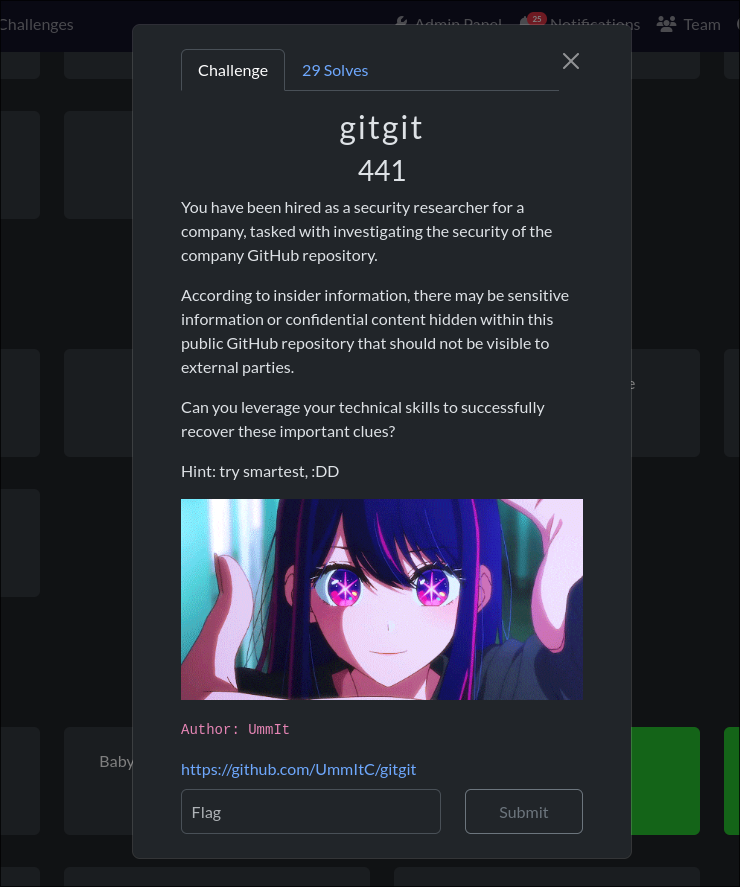 Challenges
Admin Panel
25
Notifications
Team
Challenge
29 Solves
gitgit
441
You have been hired as a security researcher for a
company, tasked with investigating the security of the
company GitHub repository.
According to insider information, there may be sensitive
information or confidential content hidden within this
public GitHub repository that should not be visible to
external parties.
Can you leverage your technical skills to successfully
recover these important clues?
Hint: try smartest, :DD
Author: UmmIt
https://github.com/UmmItC/gitgit
Baby
Flag
Submit